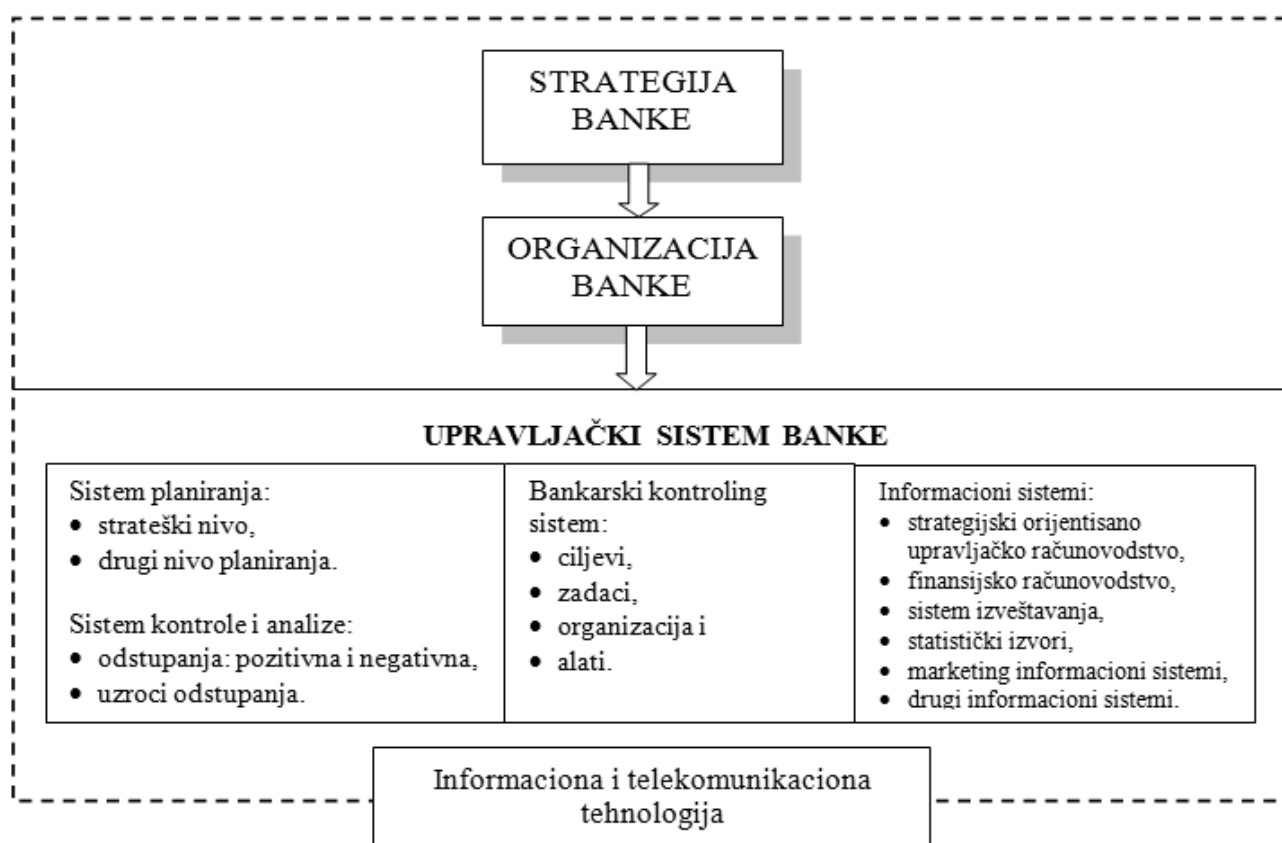 STRATEGIJA
BANKE
ORGANIZACIJA
BANKE
UPRAVLJAČKI SISTEM BANKE
Sistem planiranja:
• strateški nivo,
• drugi nivo planiranja.
Sistem kontrole i analize:
• odstupanja: pozitivna i negativna,
• uzroci odstupanja.
Bankarski kontroling
sistem:
• ciljevi,
• zadaci,
• organizacija i
• alati.
Informacioni sistemi:
• strategijski orijentisano
upravljačko računovodstvo,
• finansijsko računovodstvo,
• sistem izveštavanja,
• statistički izvori,
• marketing informacioni sistemi,
• drugi informacioni sistemi.
Informaciona i telekomunikaciona
tehnologija